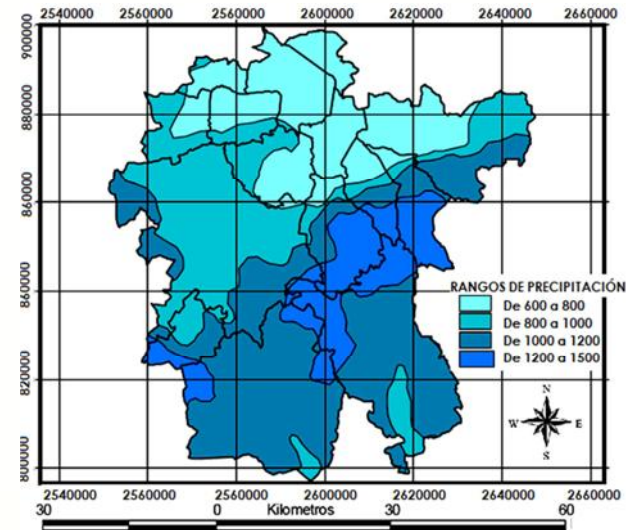 2540000 2560000 2560000 2600000 2620000 2640000 2660000
900000
880000
860000
860000
820000
800000
RANGOS DE PRECIPITACIÓN
De 600 a 800
De 800 a 1000
De 1000 a 1200
De 1200 a 1500
N
W E
S
2540000 2560000 2560000 2600000 2620000 2640000 2660000
30 0 Kilometros 30 60